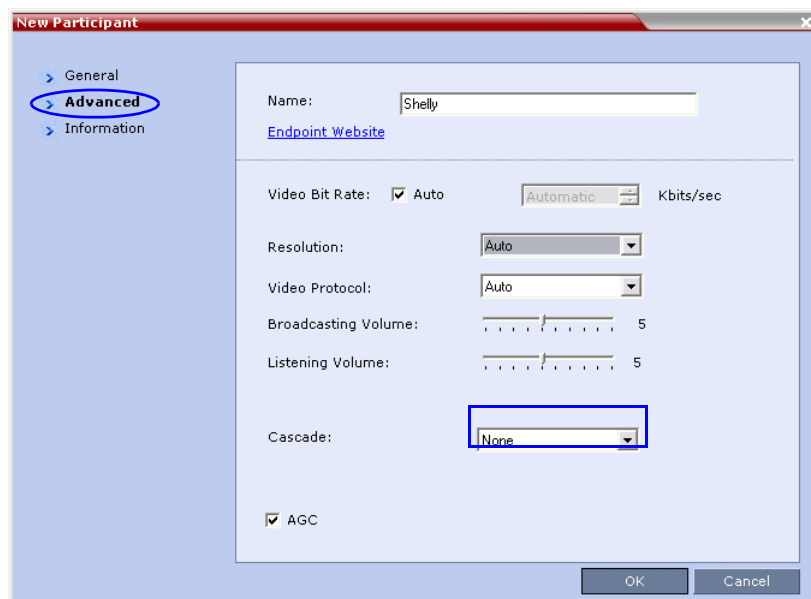 New Participant
General
Advanced
Information
Name: Shelly
Endpoint Website
Video Bit Rate: Auto Automatic Kbits/sec
Resolution: Auto
Video Protocol: Auto
Broadcasting Volume: 5
Listening Volume: 5
Cascade: None
AGC
OK Cancel